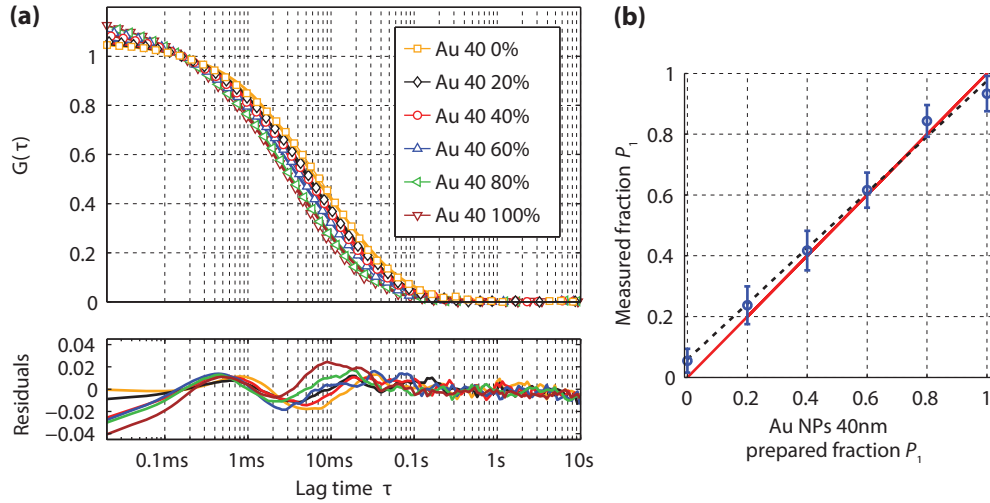 (a)
G(τ)
1
0.8
0.6
0.4
0.2
0
Au 40 0%
Au 40 20%
Au 40 40%
Au 40 60%
Au 40 80%
Au 40 100%
Residuals
0.04
0.02
0
−0.02
−0.04
0.1ms 1ms 10ms 0.1s 1s 10s
Lag time τ
(b)
Measured fraction P₁
1
0.8
0.6
0.4
0.2
0
0 0.2 0.4 0.6 0.8 1
Au NPs 40nm
prepared fraction P₁